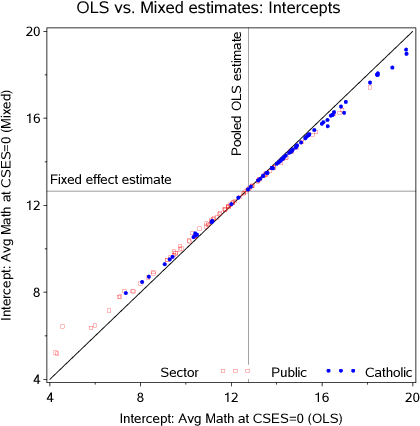 OLS vs. Mixed estimates: Intercepts
Intercept: Avg Math at CSES=0 (Mixed)
20
16
12
8
4
Pooled OLS estimate
Fixed effect estimate
Sector Public Catholic
4 8 12 16 20
Intercept: Avg Math at CSES=0 (OLS)